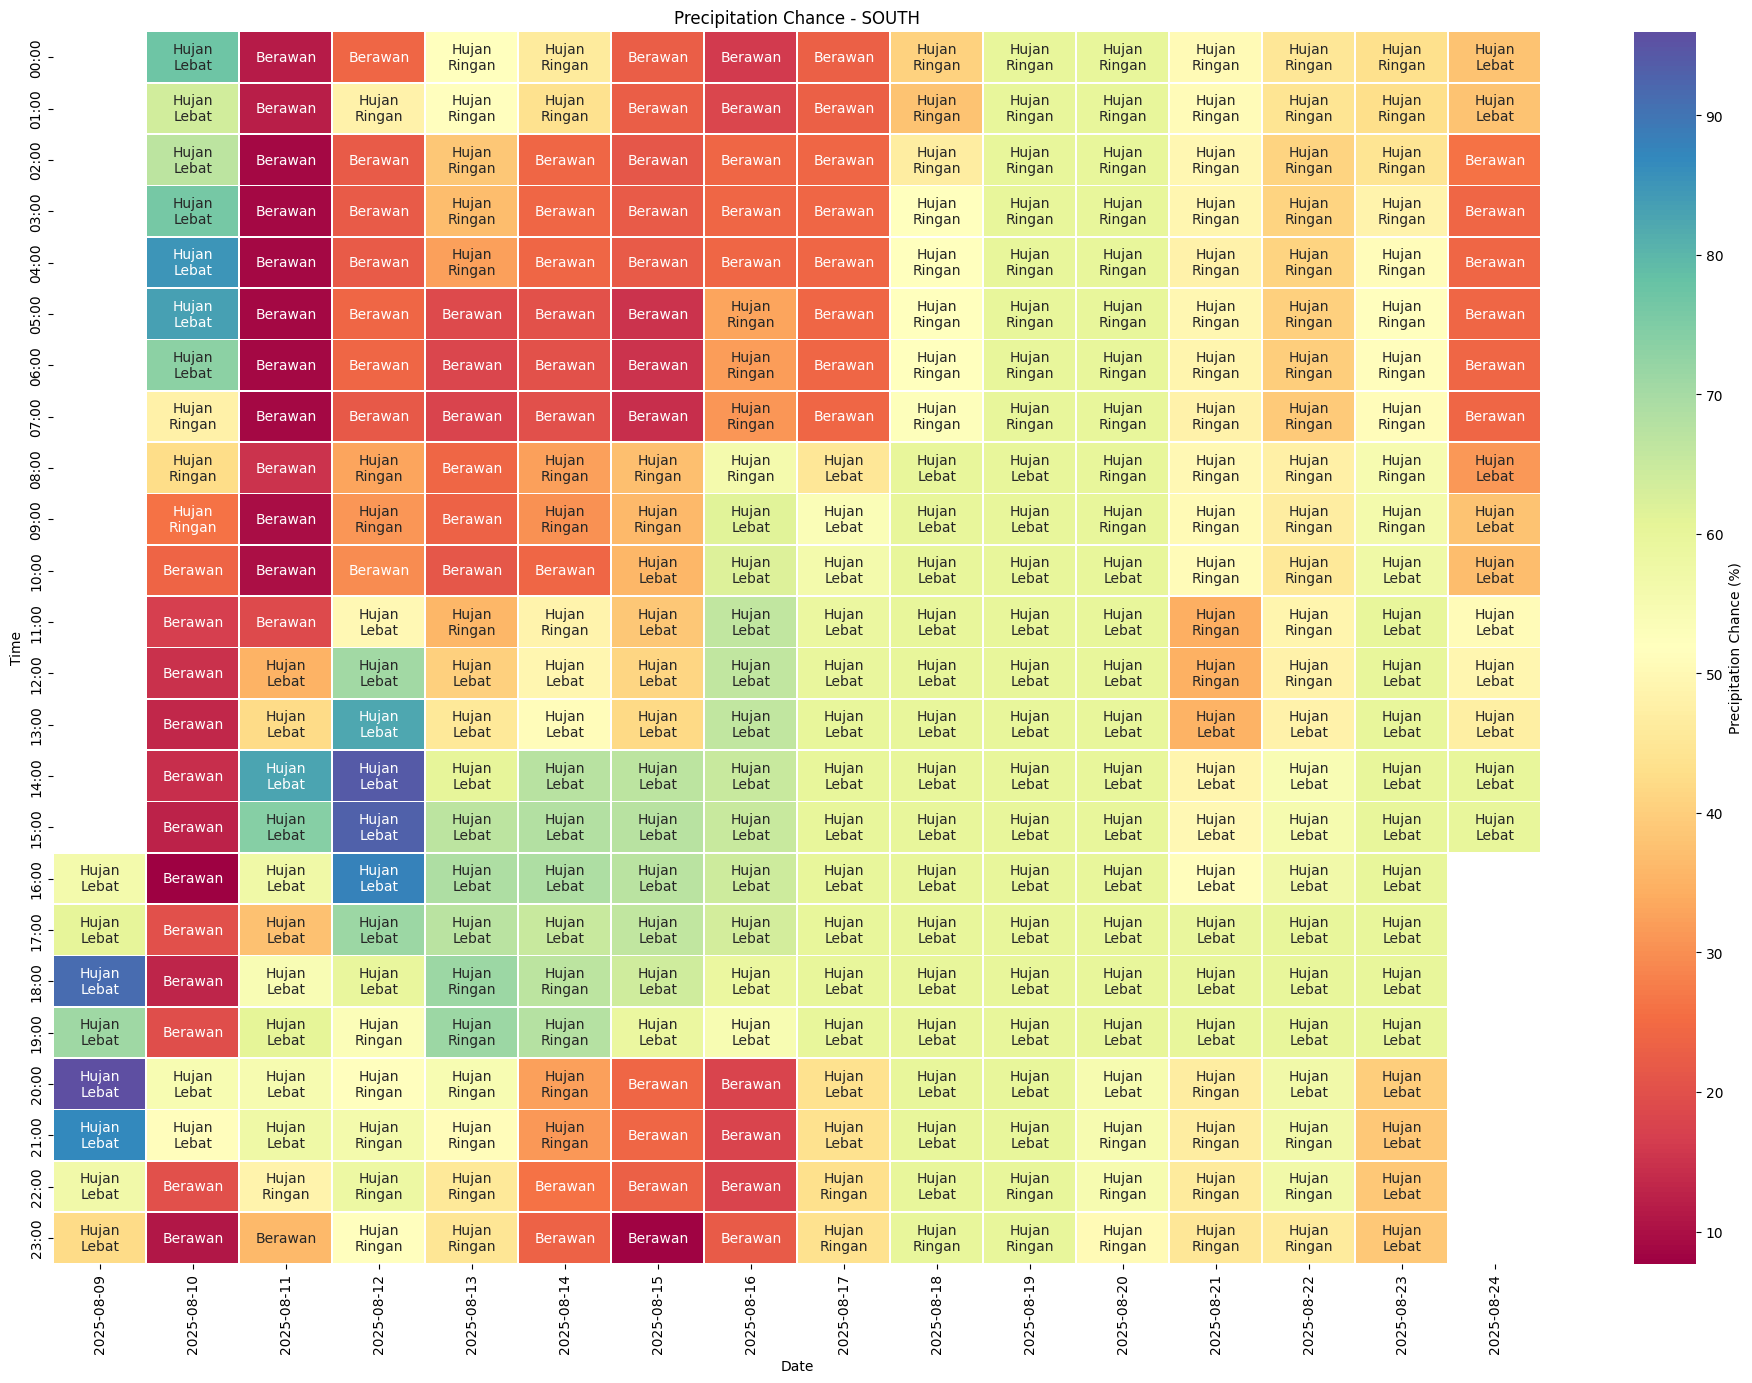 Precipitation Chance - SOUTH
00:00 Hujan Lebat Berawan Berawan Hujan Ringan Hujan Ringan Berawan Berawan Berawan Hujan Ringan Hujan Ringan Hujan Ringan Hujan Ringan Hujan Ringan Hujan Ringan Hujan Lebat
01:00 Hujan Lebat Berawan Hujan Ringan Hujan Ringan Hujan Ringan Berawan Berawan Berawan Hujan Ringan Hujan Ringan Hujan Ringan Hujan Ringan Hujan Ringan Hujan Ringan Hujan Lebat
02:00 Hujan Lebat Berawan Berawan Hujan Ringan Berawan Berawan Berawan Berawan Hujan Ringan Hujan Ringan Hujan Ringan Hujan Ringan Hujan Ringan Hujan Ringan Berawan
03:00 Hujan Lebat Berawan Berawan Hujan Ringan Berawan Berawan Berawan Berawan Hujan Ringan Hujan Ringan Hujan Ringan Hujan Ringan Hujan Ringan Hujan Ringan Berawan
04:00 Hujan Lebat Berawan Berawan Hujan Ringan Berawan Berawan Berawan Berawan Hujan Ringan Hujan Ringan Hujan Ringan Hujan Ringan Hujan Ringan Hujan Ringan Berawan
05:00 Hujan Lebat Berawan Berawan Berawan Berawan Berawan Hujan Ringan Berawan Hujan Ringan Hujan Ringan Hujan Ringan Hujan Ringan Hujan Ringan Hujan Ringan Berawan
06:00 Hujan Lebat Berawan Berawan Berawan Berawan Berawan Hujan Ringan Berawan Hujan Ringan Hujan Ringan Hujan Ringan Hujan Ringan Hujan Ringan Hujan Ringan Berawan
07:00 Hujan Ringan Berawan Berawan Berawan Berawan Berawan Hujan Ringan Berawan Hujan Ringan Hujan Ringan Hujan Ringan Hujan Ringan Hujan Ringan Hujan Ringan Berawan
08:00 Hujan Ringan Berawan Hujan Ringan Berawan Hujan Ringan Hujan Ringan Hujan Ringan Hujan Lebat Hujan Lebat Hujan Lebat Hujan Ringan Hujan Ringan Hujan Ringan Hujan Ringan Hujan Lebat
09:00 Hujan Ringan Berawan Hujan Ringan Berawan Hujan Ringan Hujan Ringan Hujan Lebat Hujan Lebat Hujan Lebat Hujan Lebat Hujan Ringan Hujan Ringan Hujan Ringan Hujan Ringan Hujan Lebat
10:00 Berawan Berawan Berawan Berawan Berawan Hujan Lebat Hujan Lebat Hujan Lebat Hujan Lebat Hujan Lebat Hujan Lebat Hujan Ringan Hujan Ringan Hujan Lebat Hujan Lebat
11:00 Berawan Berawan Hujan Lebat Hujan Ringan Hujan Ringan Hujan Lebat Hujan Lebat Hujan Lebat Hujan Lebat Hujan Lebat Hujan Lebat Hujan Ringan Hujan Ringan Hujan Lebat Hujan Lebat
12:00 Berawan Hujan Lebat Hujan Lebat Hujan Lebat Hujan Lebat Hujan Lebat Hujan Lebat Hujan Lebat Hujan Lebat Hujan Lebat Hujan Lebat Hujan Ringan Hujan Ringan Hujan Lebat Hujan Lebat
13:00 Berawan Hujan Lebat Hujan Lebat Hujan Lebat Hujan Lebat Hujan Lebat Hujan Lebat Hujan Lebat Hujan Lebat Hujan Lebat Hujan Lebat Hujan Lebat Hujan Lebat Hujan Lebat Hujan Lebat
14:00 Berawan Hujan Lebat Hujan Lebat Hujan Lebat Hujan Lebat Hujan Lebat Hujan Lebat Hujan Lebat Hujan Lebat Hujan Lebat Hujan Lebat Hujan Lebat Hujan Lebat Hujan Lebat Hujan Lebat
15:00 Berawan Hujan Lebat Hujan Lebat Hujan Lebat Hujan Lebat Hujan Lebat Hujan Lebat Hujan Lebat Hujan Lebat Hujan Lebat Hujan Lebat Hujan Lebat Hujan Lebat Hujan Lebat Hujan Lebat
16:00 Hujan Lebat Berawan Hujan Lebat Hujan Lebat Hujan Lebat Hujan Lebat Hujan Lebat Hujan Lebat Hujan Lebat Hujan Lebat Hujan Lebat Hujan Lebat Hujan Lebat Hujan Lebat Hujan Lebat
17:00 Hujan Lebat Berawan Hujan Lebat Hujan Lebat Hujan Lebat Hujan Lebat Hujan Lebat Hujan Lebat Hujan Lebat Hujan Lebat Hujan Lebat Hujan Lebat Hujan Lebat Hujan Lebat Hujan Lebat
18:00 Hujan Lebat Berawan Hujan Lebat Hujan Lebat Hujan Ringan Hujan Ringan Hujan Lebat Hujan Lebat Hujan Lebat Hujan Lebat Hujan Lebat Hujan Lebat Hujan Lebat Hujan Lebat Hujan Lebat
19:00 Hujan Lebat Berawan Hujan Lebat Hujan Ringan Hujan Ringan Hujan Ringan Hujan Lebat Hujan Lebat Hujan Lebat Hujan Lebat Hujan Lebat Hujan Lebat Hujan Lebat Hujan Lebat Hujan Lebat
20:00 Hujan Lebat Hujan Lebat Hujan Lebat Hujan Ringan Hujan Ringan Hujan Ringan Berawan Berawan Hujan Lebat Hujan Lebat Hujan Lebat Hujan Lebat Hujan Ringan Hujan Lebat Hujan Lebat
21:00 Hujan Lebat Hujan Lebat Hujan Lebat Hujan Ringan Hujan Ringan Hujan Ringan Berawan Berawan Hujan Lebat Hujan Lebat Hujan Lebat Hujan Ringan Hujan Ringan Hujan Ringan Hujan Lebat
22:00 Hujan Lebat Berawan Hujan Ringan Hujan Ringan Hujan Ringan Berawan Berawan Berawan Hujan Ringan Hujan Lebat Hujan Ringan Hujan Ringan Hujan Ringan Hujan Ringan Hujan Lebat
23:00 Hujan Lebat Berawan Berawan Hujan Ringan Hujan Ringan Berawan Berawan Berawan Hujan Ringan Hujan Ringan Hujan Ringan Hujan Ringan Hujan Ringan Hujan Ringan Hujan Lebat
Time
2025-08-09 2025-08-10 2025-08-11 2025-08-12 2025-08-13 2025-08-14 2025-08-15 2025-08-16 2025-08-17 2025-08-18 2025-08-19 2025-08-20 2025-08-21 2025-08-22 2025-08-23 2025-08-24
Date
90
80
70
60
50
40
30
20
10
Precipitation Chance (%)